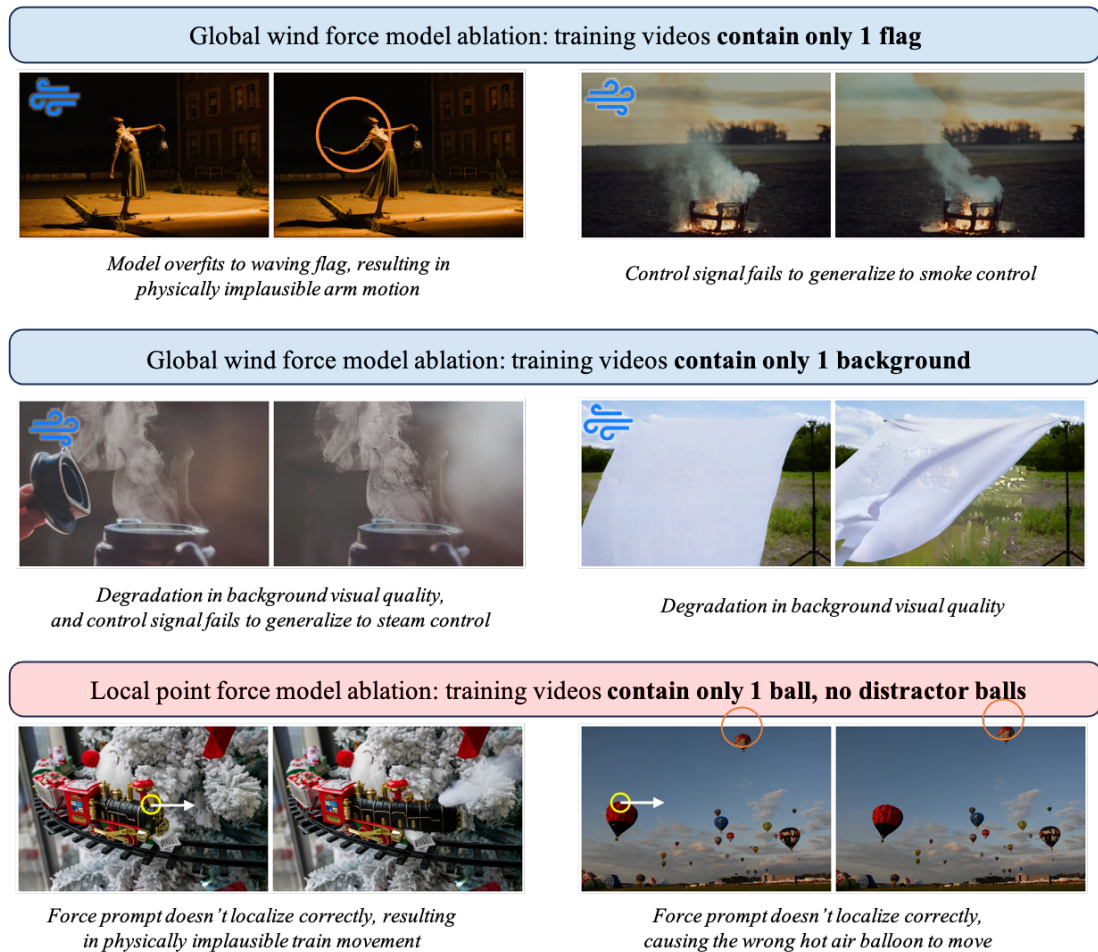 Global wind force model ablation: training videos contain only 1 flag
Model overfits to waving flag, resulting in
physically implausible arm motion
Control signal fails to generalize to smoke control
Global wind force model ablation: training videos contain only 1 background
Degradation in background visual quality,
and control signal fails to generalize to steam control
Degradation in background visual quality
Local point force model ablation: training videos contain only 1 ball, no distractor balls
Force prompt doesn't localize correctly, resulting
in physically implausible train movement
Force prompt doesn't localize correctly,
causing the wrong hot air balloon to move